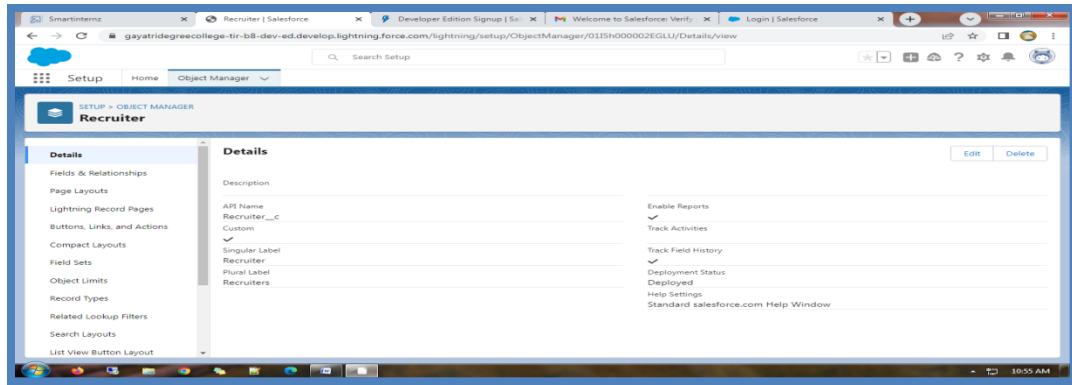 Smartinternz
Recruiter | Salesforce
Developer Edition Signup | Sal
Welcome to Salesforce: Verify
Login | Salesforce
gayatridegreecollege-tir-b8-dev-ed.develop.lightning.force.com/lightning/setup/ObjectManager/01I5h000002EGLU/Details/view
Search Setup
Setup
Home
Object Manager
SETUP > OBJECT MANAGER
Recruiter
Details
Fields & Relationships
Page Layouts
Lightning Record Pages
Buttons, Links, and Actions
Compact Layouts
Field Sets
Object Limits
Record Types
Related Lookup Filters
Search Layouts
List View Button Layout
Details
Edit
Delete
Description
API Name
Recruiter__c
Custom
Singular Label
Recruiter
Plural Label
Recruiters
Enable Reports
Track Activities
Track Field History
Deployment Status
Deployed
Help Settings
Standard salesforce.com Help Window
10:55 AM